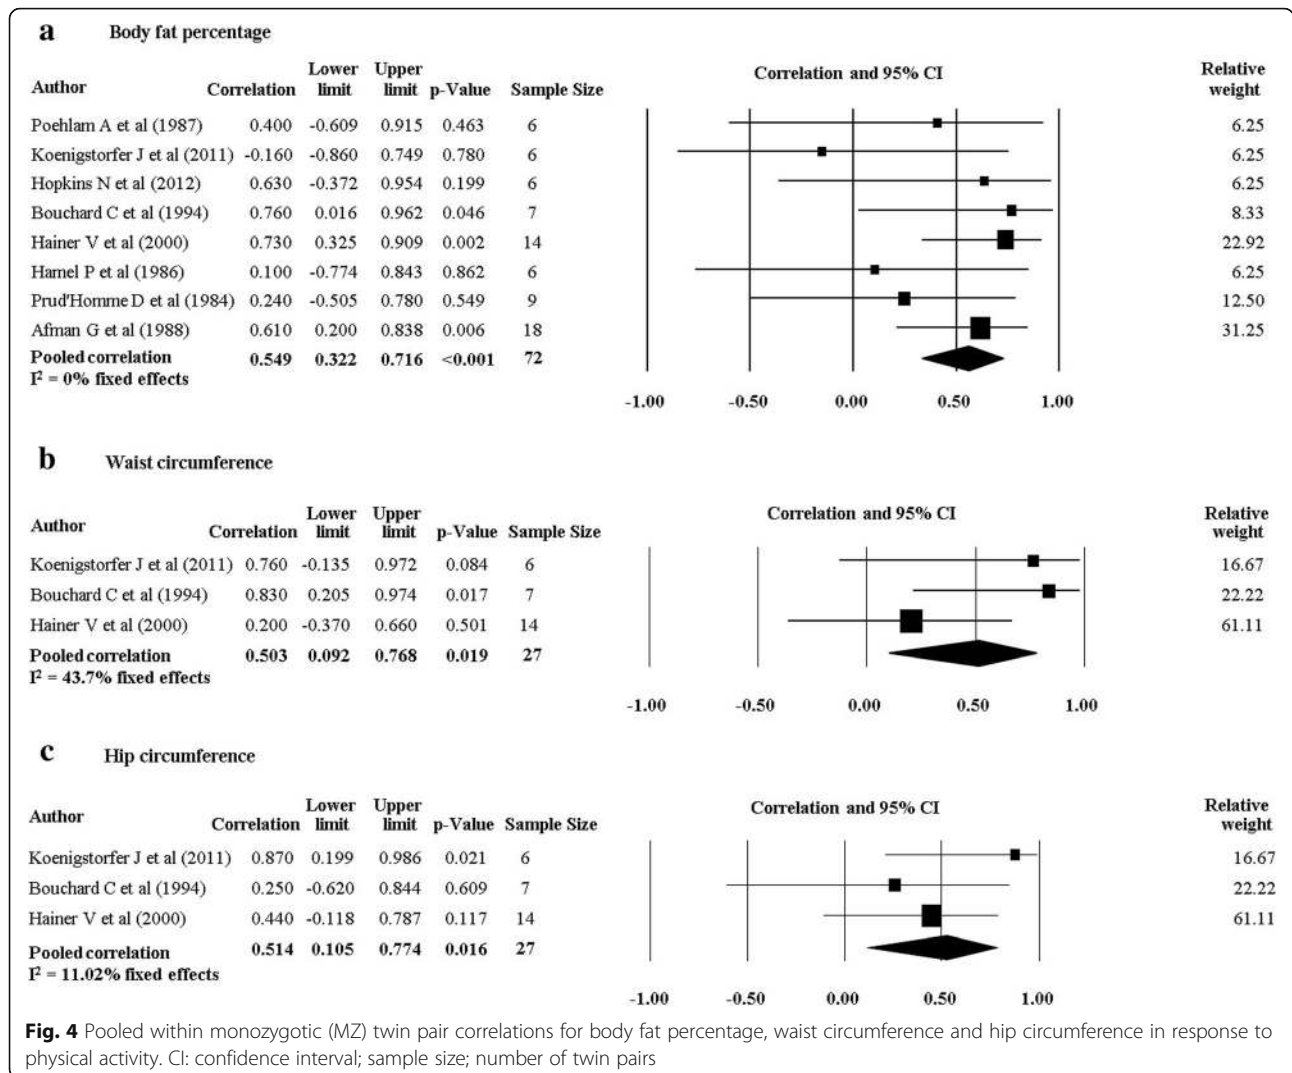 a Body fat percentage
Author Correlation Lower limit Upper limit p-Value Sample Size Correlation and 95% CI Relative weight
Poehlam A et al (1987) 0.400 -0.609 0.915 0.463 6 6.25
Koenigstorfer J et al (2011) -0.160 -0.860 0.749 0.780 6 6.25
Hopkins N et al (2012) 0.630 -0.372 0.954 0.199 6 6.25
Bouchard C et al (1994) 0.760 0.016 0.962 0.046 7 8.33
Hainer V et al (2000) 0.730 0.325 0.909 0.002 14 22.92
Hamel P et al (1986) 0.100 -0.774 0.843 0.862 6 6.25
Prud'Homme D et al (1984) 0.240 -0.505 0.780 0.549 9 12.50
Afman G et al (1988) 0.610 0.200 0.838 0.006 18 31.25
Pooled correlation 0.549 0.322 0.716 <0.001 72
I² = 0% fixed effects
-1.00 -0.50 0.00 0.50 1.00
b Waist circumference
Author Correlation Lower limit Upper limit p-Value Sample Size Correlation and 95% CI Relative weight
Koenigstorfer J et al (2011) 0.760 -0.135 0.972 0.084 6 16.67
Bouchard C et al (1994) 0.830 0.205 0.974 0.017 7 22.22
Hainer V et al (2000) 0.200 -0.370 0.660 0.501 14 61.11
Pooled correlation 0.503 0.092 0.768 0.019 27
I² = 43.7% fixed effects
-1.00 -0.50 0.00 0.50 1.00
c Hip circumference
Author Correlation Lower limit Upper limit p-Value Sample Size Correlation and 95% CI Relative weight
Koenigstorfer J et al (2011) 0.870 0.199 0.986 0.021 6 16.67
Bouchard C et al (1994) 0.250 -0.620 0.844 0.609 7 22.22
Hainer V et al (2000) 0.440 -0.118 0.787 0.117 14 61.11
Pooled correlation 0.514 0.105 0.774 0.016 27
I² = 11.02% fixed effects
-1.00 -0.50 0.00 0.50 1.00
Fig. 4 Pooled within monozygotic (MZ) twin pair correlations for body fat percentage, waist circumference and hip circumference in response to
physical activity. CI: confidence interval; sample size; number of twin pairs